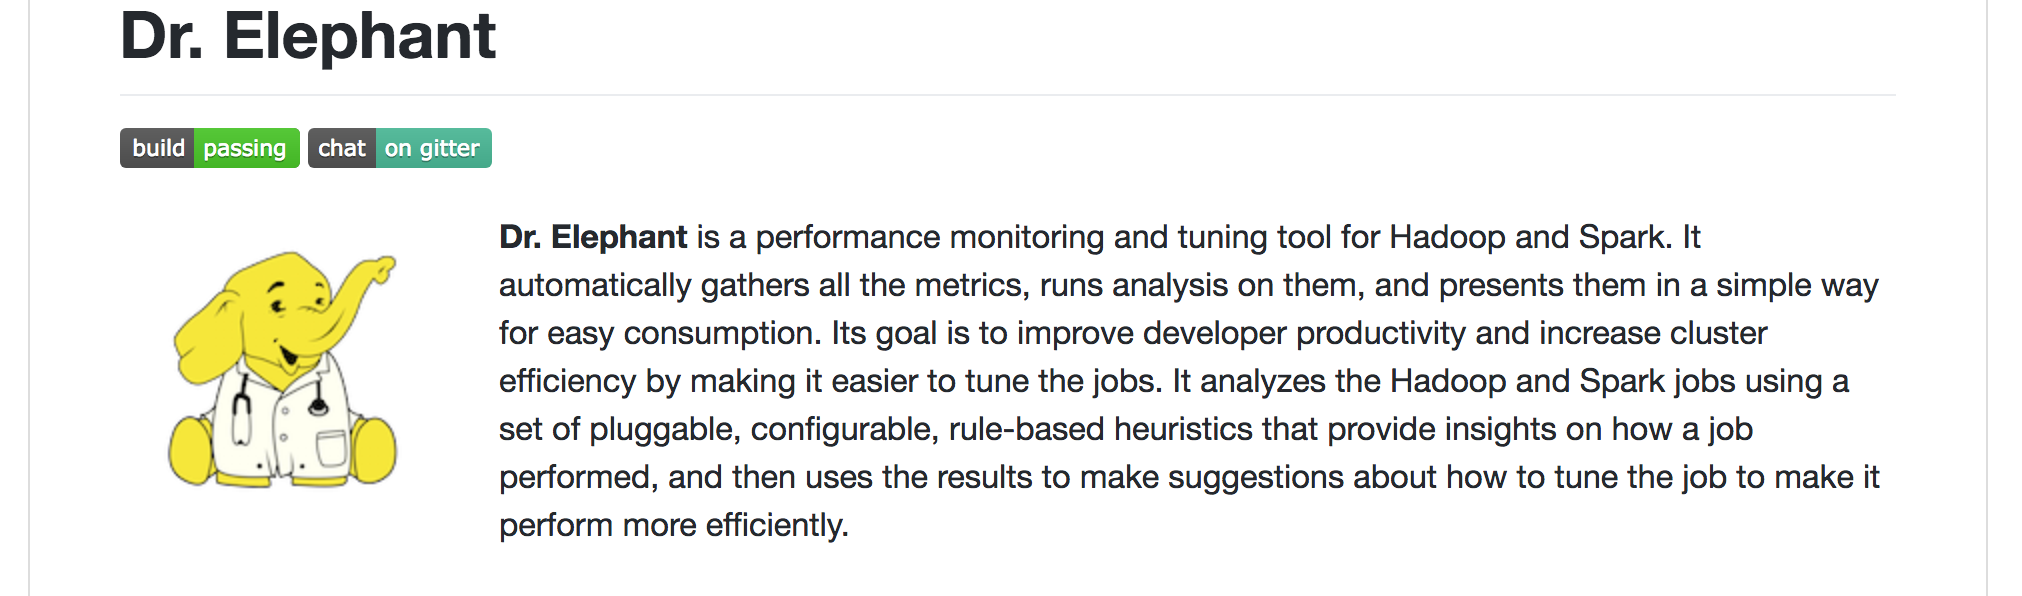 Dr. Elephant
build passing chat on gitter
Dr. Elephant is a performance monitoring and tuning tool for Hadoop and Spark. It
automatically gathers all the metrics, runs analysis on them, and presents them in a simple way
for easy consumption. Its goal is to improve developer productivity and increase cluster
efficiency by making it easier to tune the jobs. It analyzes the Hadoop and Spark jobs using a
set of pluggable, configurable, rule-based heuristics that provide insights on how a job
performed, and then uses the results to make suggestions about how to tune the job to make it
perform more efficiently.